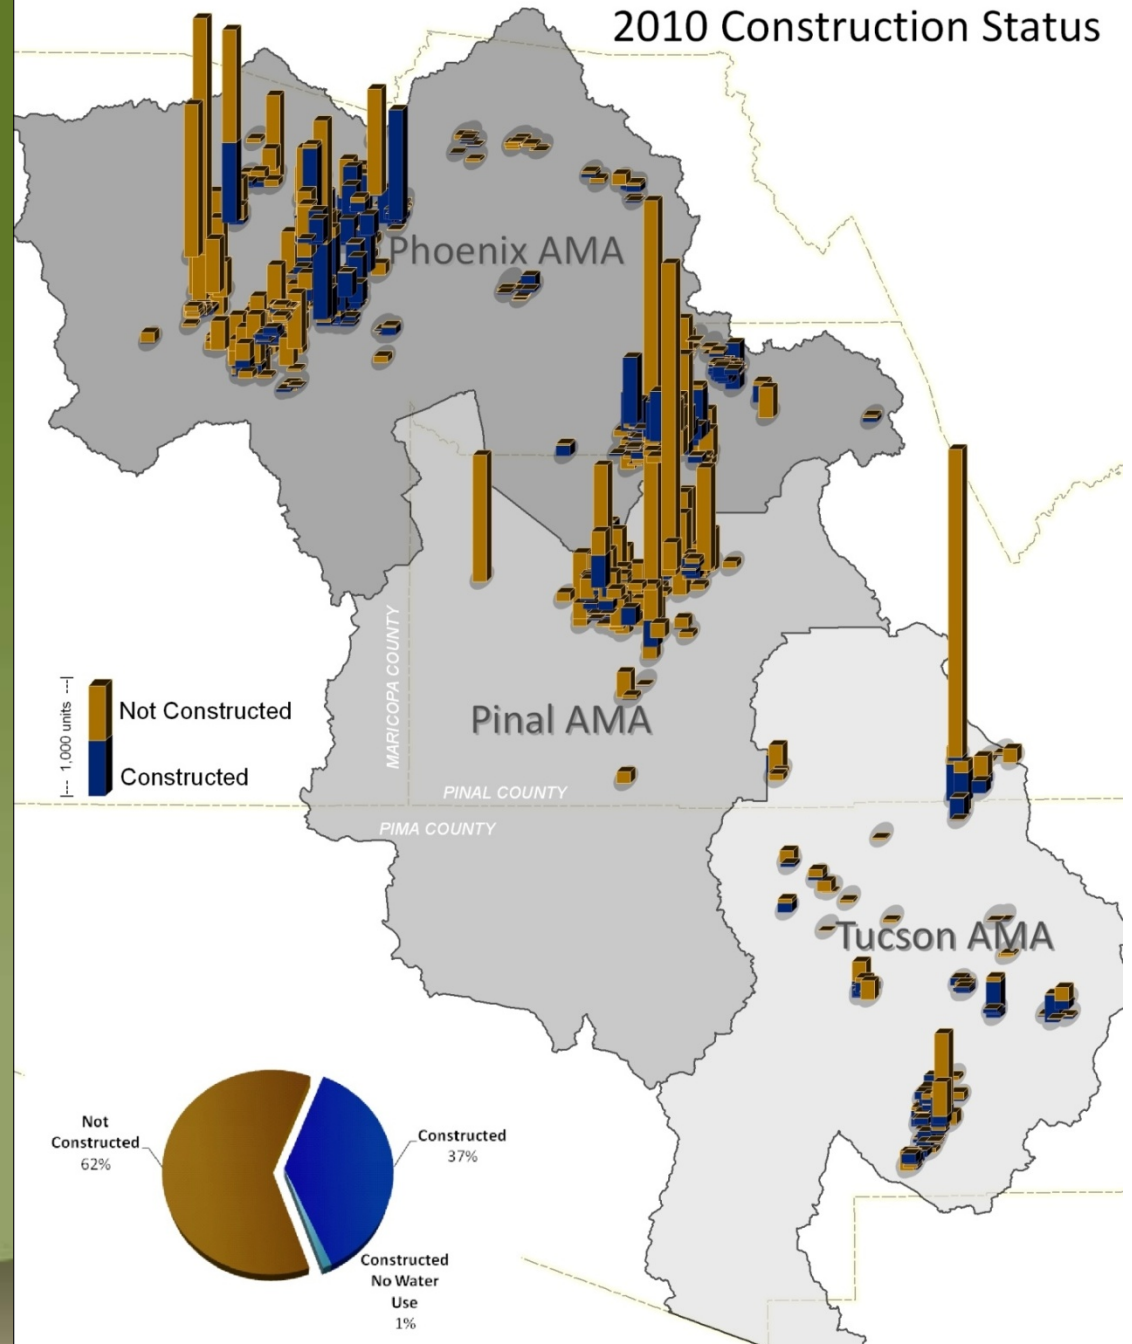 2010 Construction Status
Phoenix AMA
MARICOPA COUNTY
|--- 1,000 units ---|
Not Constructed
Constructed
Pinal AMA
PINAL COUNTY
PIMA COUNTY
Tucson AMA
Not
Constructed
62%
Constructed
37%
Constructed
No Water
Use
1%